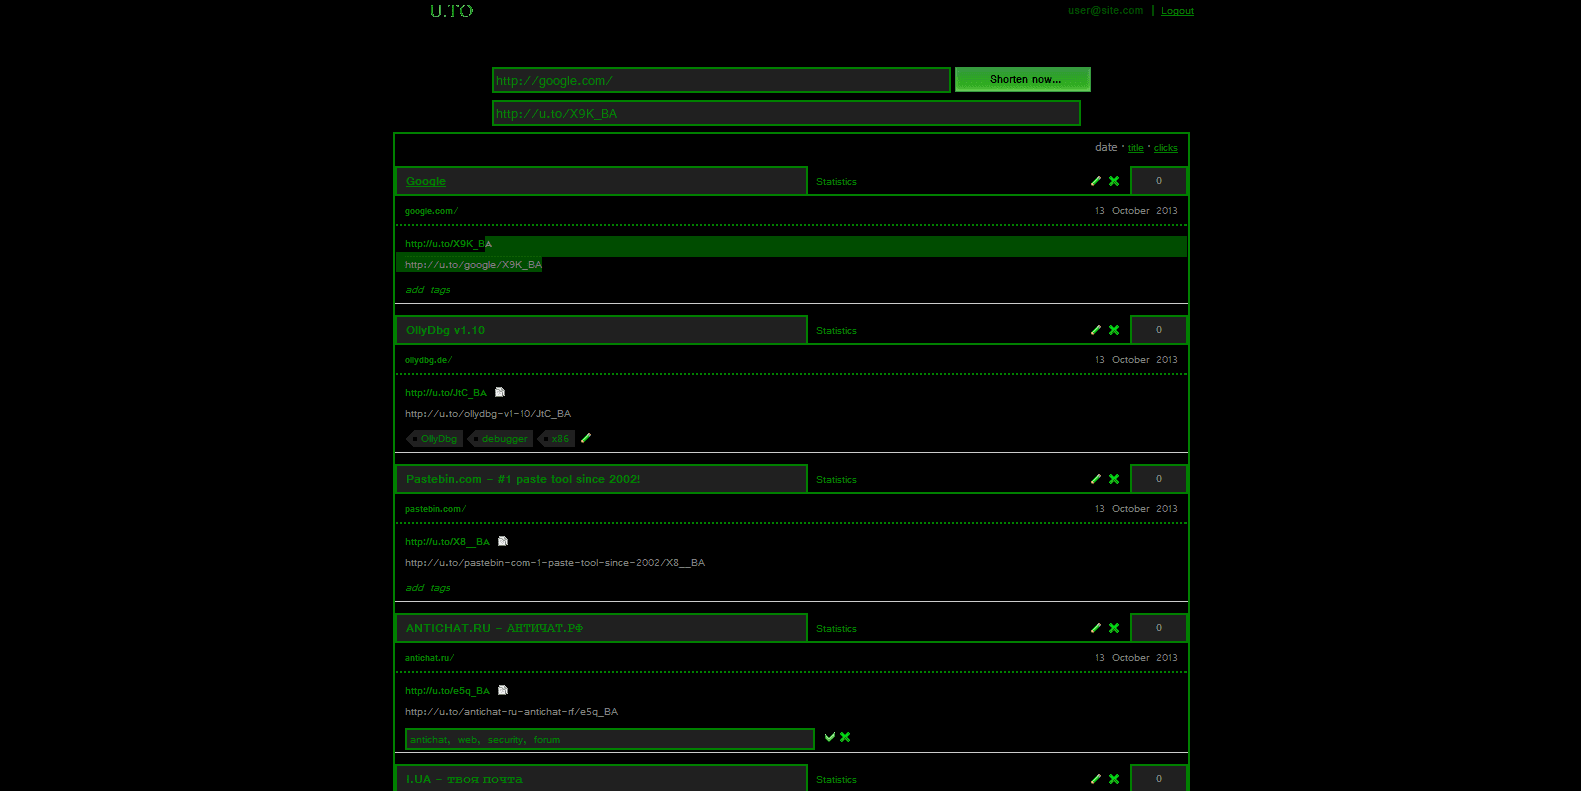 U.TO
user@site.com | Logout
http://google.com/
Shorten now...
http://u.to/X9K_BA
date · title · clicks
Google Statistics 0
google.com/ 13 October 2013
http://u.to/X9K_BA
http://u.to/google/X9K_BA
add tags
OllyDbg v1.10 Statistics 0
ollydbg.de/ 13 October 2013
http://u.to/JtC_BA
http://u.to/ollydbg-v1-10/JtC_BA
OllyDbg debugger x86
Pastebin.com - #1 paste tool since 2002! Statistics 0
pastebin.com/ 13 October 2013
http://u.to/X8__BA
http://u.to/pastebin-com-1-paste-tool-since-2002/X8__BA
add tags
ANTICHAT.RU - АНТИЧАТ.РФ Statistics 0
antichat.ru/ 13 October 2013
http://u.to/e5q_BA
http://u.to/antichat-ru-antichat-rf/e5q_BA
antichat, web, security, forum
I.UA - твоя почта Statistics 0